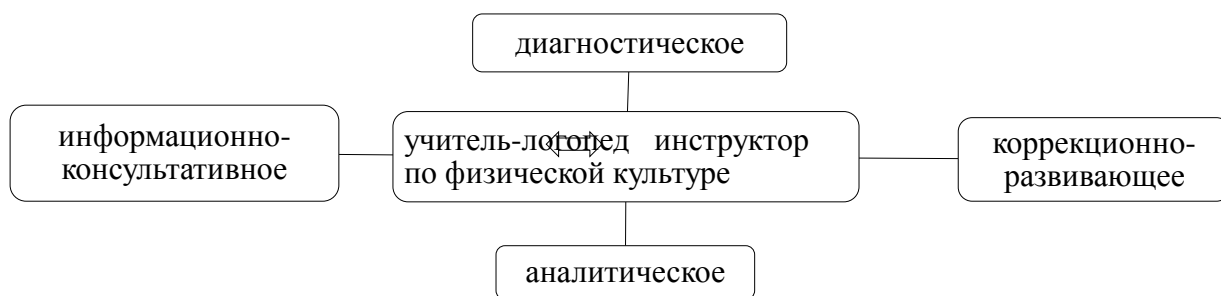 диагностическое
информационно-
консультативное
учитель-логопед инструктор
по физической культуре
коррекционно-
развивающее
аналитическое